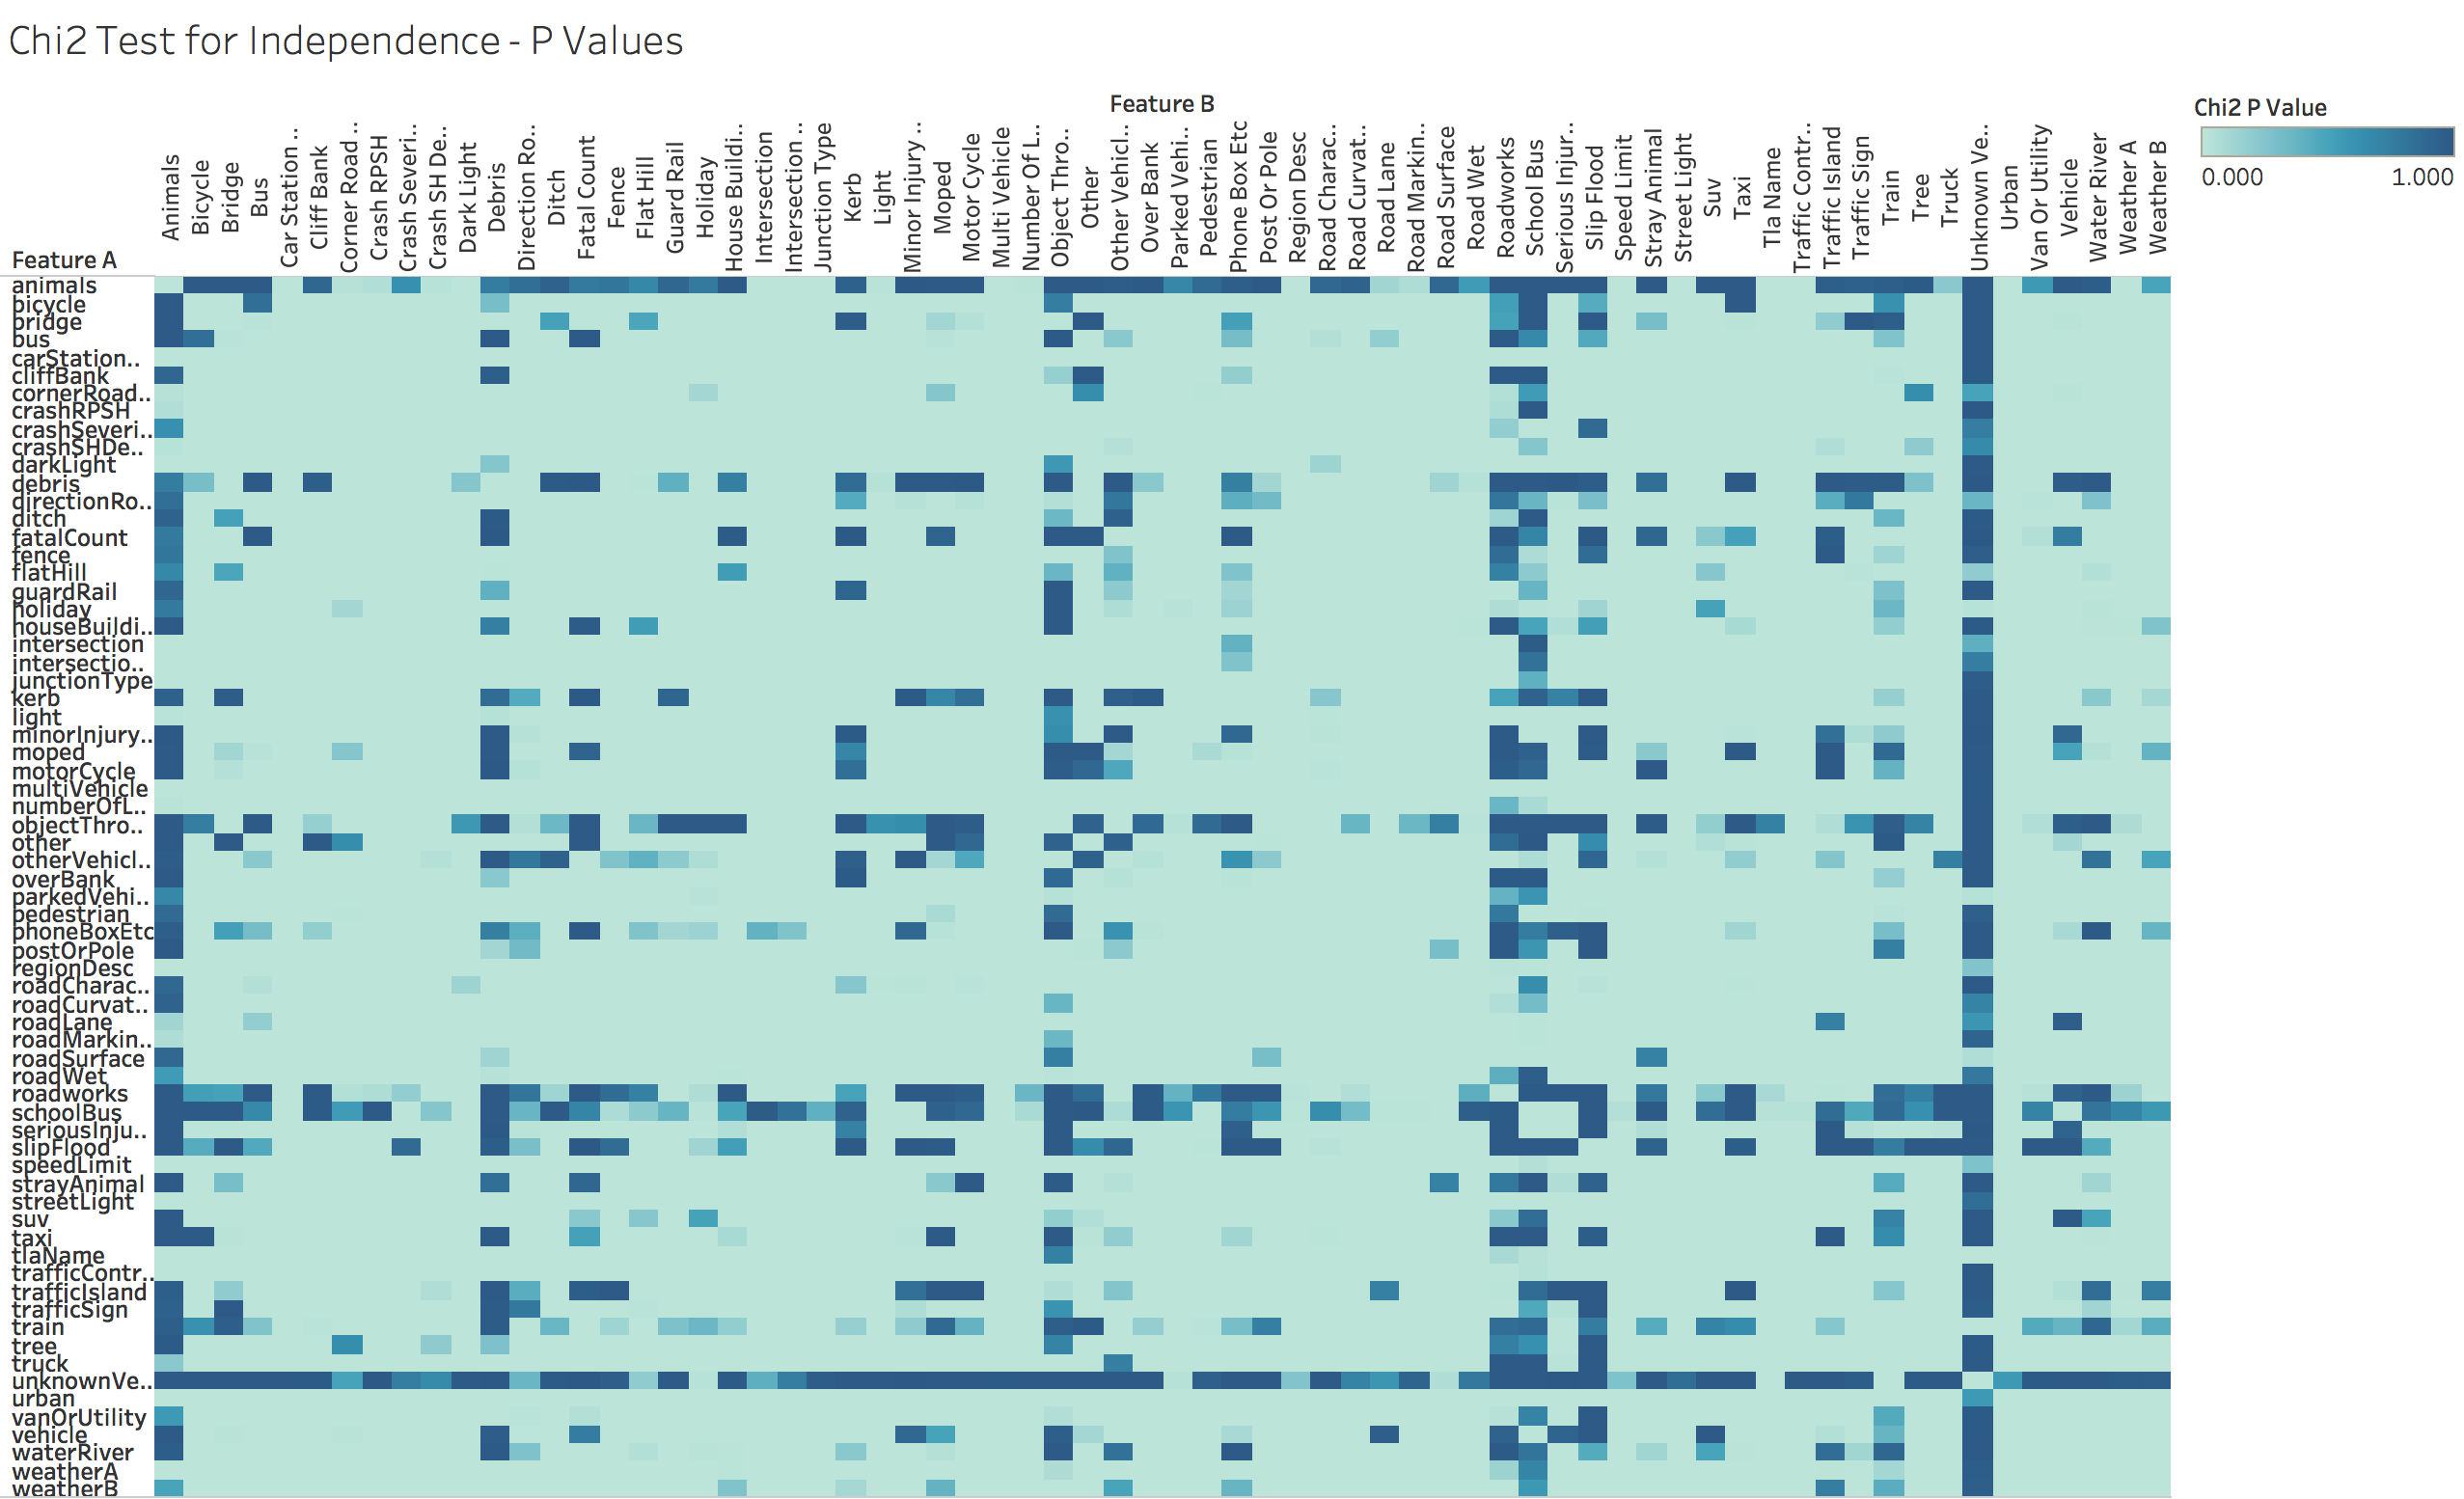 Chi2 Test for Independence - P Values
Feature B
Chi2 P Value
0.000
1.000
Feature A
Animals
Bicycle
Bridge
Bus
Car Station ..
Cliff Bank
Corner Road ..
Crash RPSH
Crash Severi..
Crash SH De..
Dark Light
Debris
Direction Ro..
Ditch
Fatal Count
Fence
Flat Hill
Guard Rail
Holiday
House Buildi..
Intersection
Intersection ..
Junction Type
Kerb
Light
Minor Injury ..
Moped
Motor Cycle
Multi Vehicle
Number Of L..
Object Thro..
Other
Other Vehicl..
Over Bank
Parked Vehi..
Pedestrian
Phone Box Etc
Post Or Pole
Region Desc
Road Charac..
Road Curvat..
Road Lane
Road Markin..
Road Surface
Road Wet
Roadworks
School Bus
Serious Injur..
Slip Flood
Speed Limit
Stray Animal
Street Light
Suv
Taxi
Tla Name
Traffic Contr..
Traffic Island
Traffic Sign
Train
Tree
Truck
Unknown Ve..
Urban
Van Or Utility
Vehicle
Water River
Weather A
Weather B
animals
bicycle
bridge
bus
carStation..
cliffBank
cornerRoad..
crashRPSH
crashSeveri..
crashSHDe..
darkLight
debris
directionRo..
ditch
fatalCount
fence
flatHill
guardRail
holiday
houseBuildi..
intersection
intersectio..
junctionType
kerb
light
minorInjury..
moped
motorCycle
multiVehicle
numberOfL..
objectThro..
other
otherVehicl..
overBank
parkedVehi..
pedestrian
phoneBoxEtc
postOrPole
regionDesc
roadCharac..
roadCurvat..
roadLane
roadMarkin..
roadSurface
roadWet
roadworks
schoolBus
seriousInju..
slipFlood
speedLimit
strayAnimal
streetLight
suv
taxi
tlaName
trafficContr..
trafficIsland
trafficSign
train
tree
truck
unknownVe..
urban
vanOrUtility
vehicle
waterRiver
weatherA
weatherB